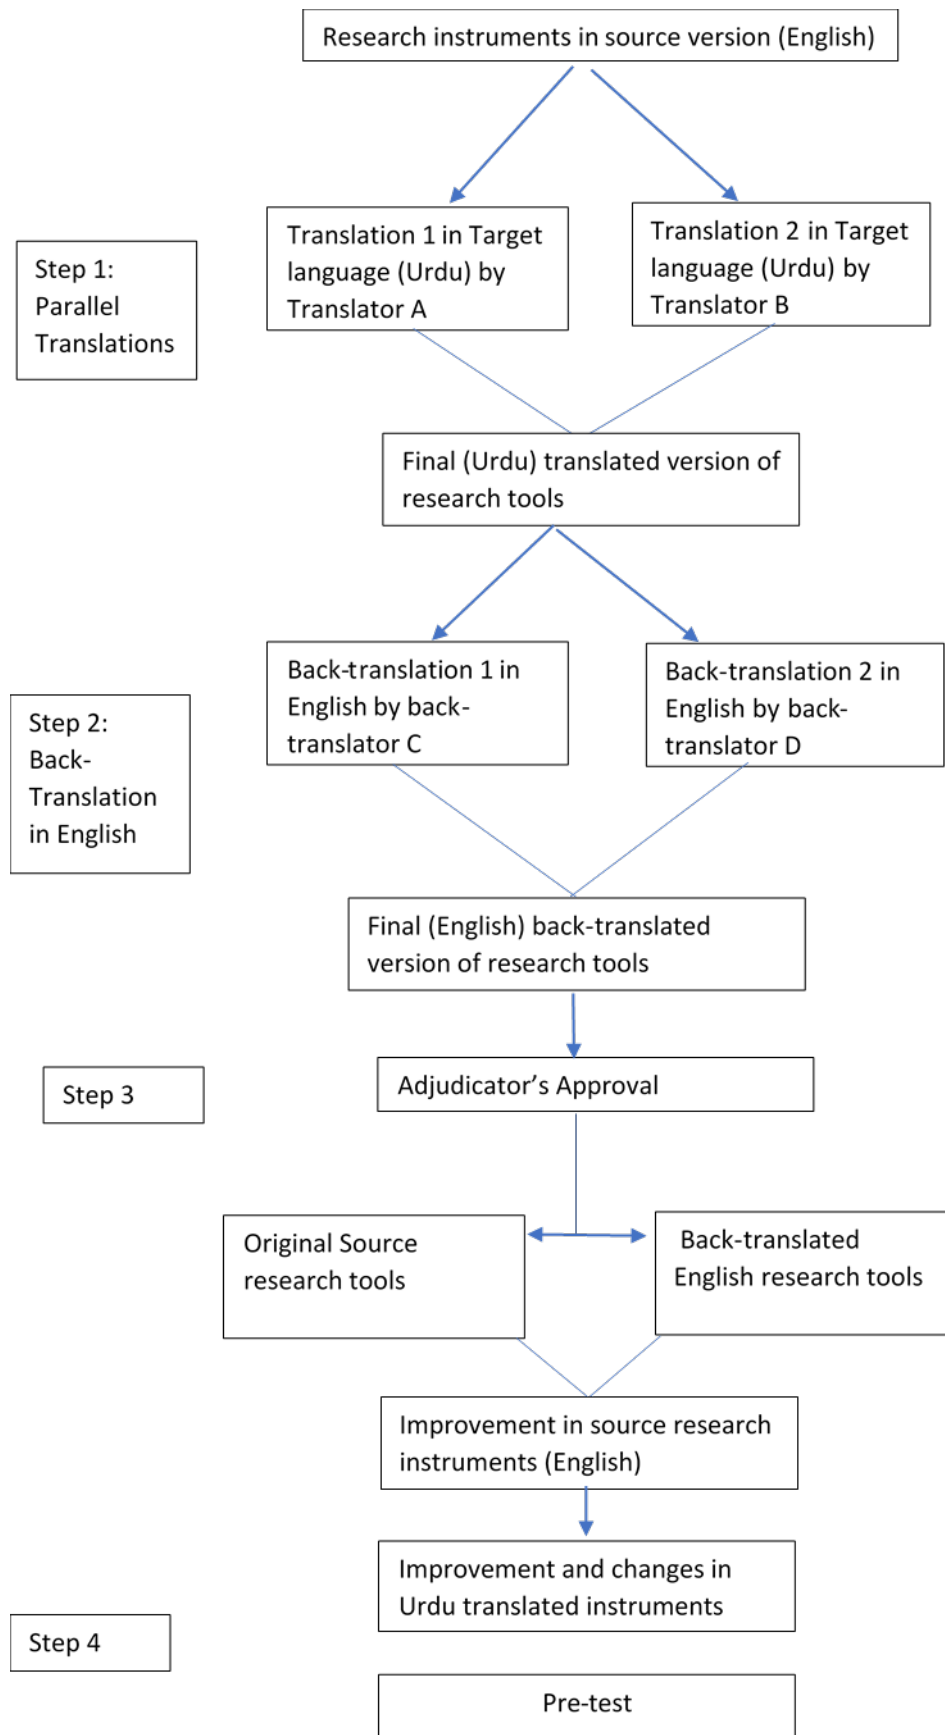 Research instruments in source version (English)
Step 1:
Parallel
Translations
Translation 1 in Target
language (Urdu) by
Translator A
Translation 2 in Target
language (Urdu) by
Translator B
Final (Urdu) translated version of
research tools
Step 2:
Back-
Translation
in English
Back-translation 1 in
English by back-
translator C
Back-translation 2 in
English by back-
translator D
Final (English) back-translated
version of research tools
Step 3
Adjudicator’s Approval
Original Source
research tools
Back-translated
English research tools
Improvement in source research
instruments (English)
Improvement and changes in
Urdu translated instruments
Step 4
Pre-test